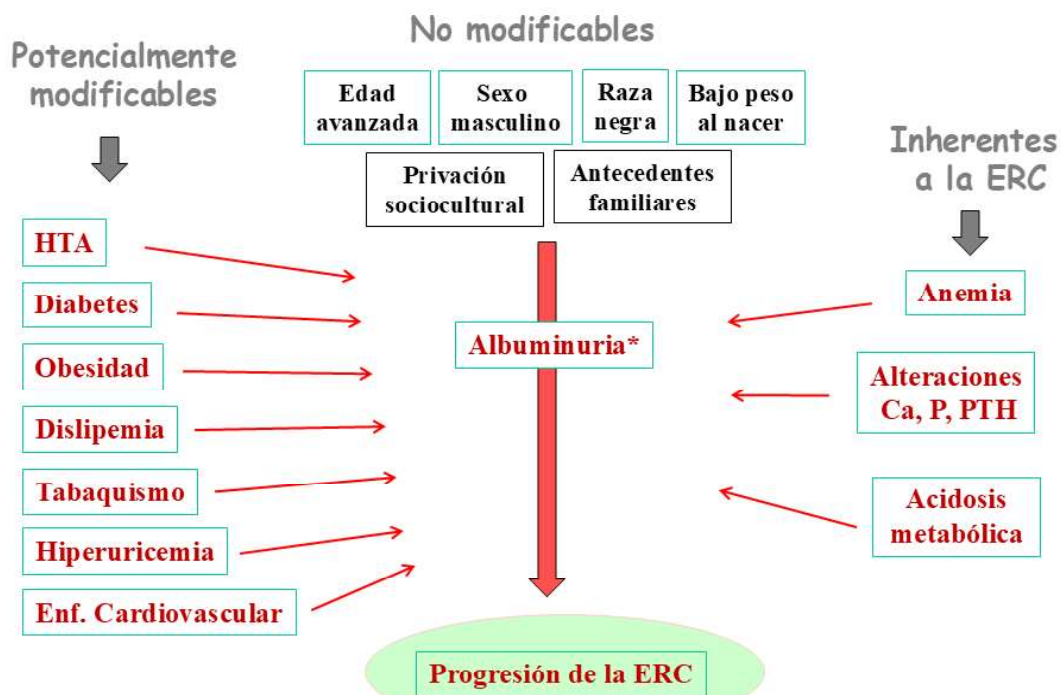 Potencialmente
modificables
No modificables
Edad
avanzada
Sexo
masculino
Raza
negra
Bajo peso
al nacer
Privación
sociocultural
Antecedentes
familiares
Inherentes
a la ERC
HTA
Diabetes
Obesidad
Dislipemia
Tabaquismo
Hiperuricemia
Enf. Cardiovascular
Albuminuria*
Anemia
Alteraciones
Ca, P, PTH
Acidosis
metabólica
Progresión de la ERC